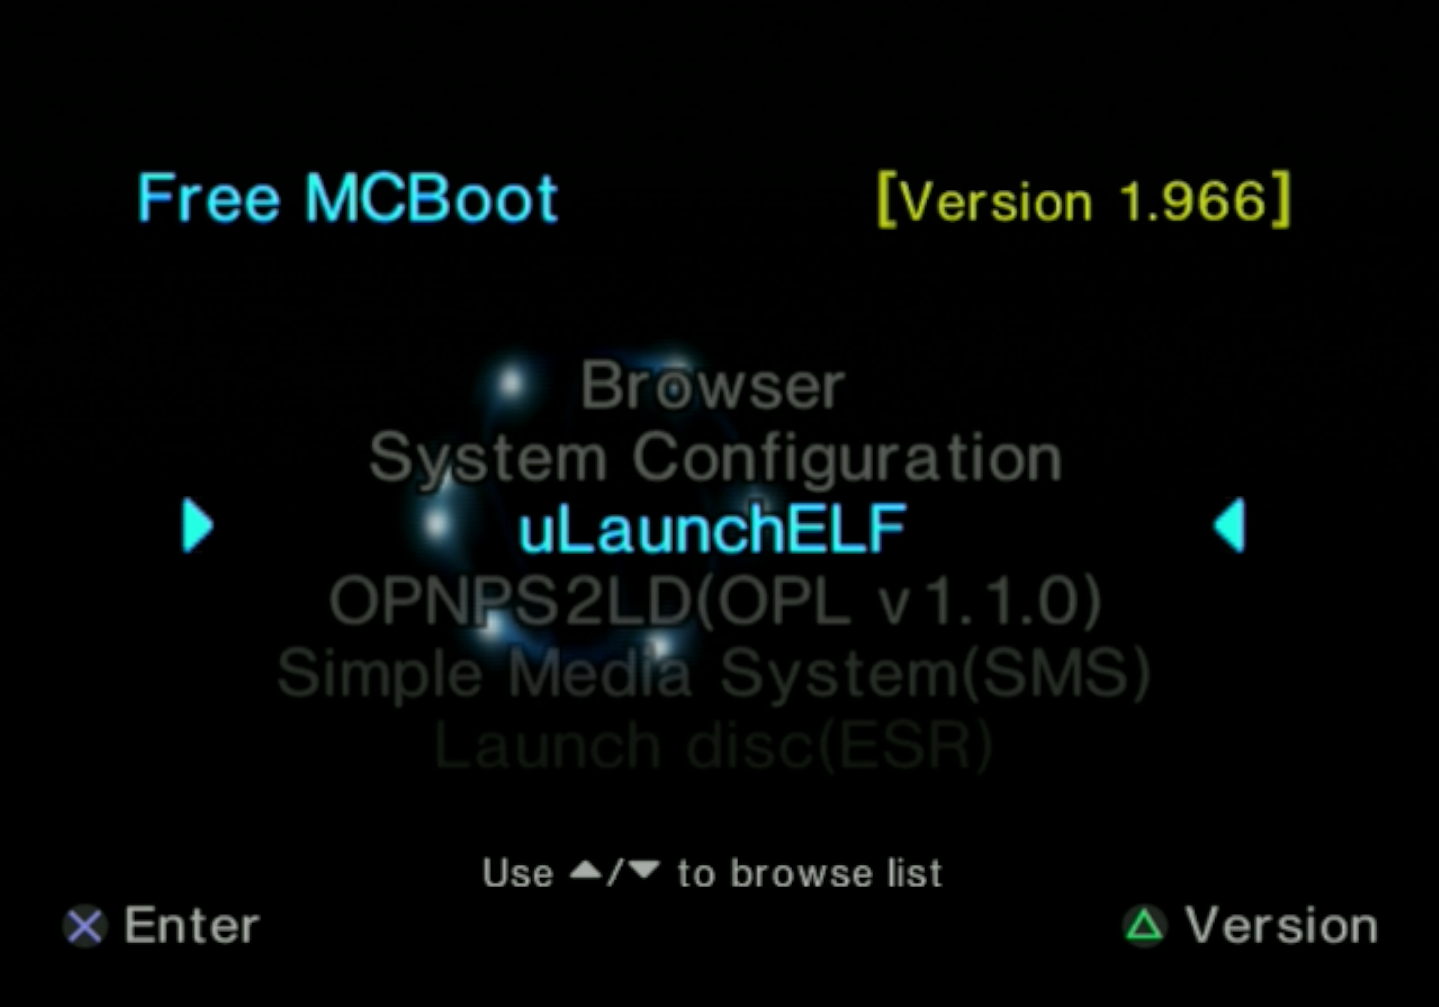 Free MCBoot [Version 1.966]
Browser
System Configuration
uLaunchELF
OPNPS2LD(OPL v1.1.0)
Simple Media System(SMS)
Launch disc(ESR)
Use ▲/▼ to browse list
Enter Version